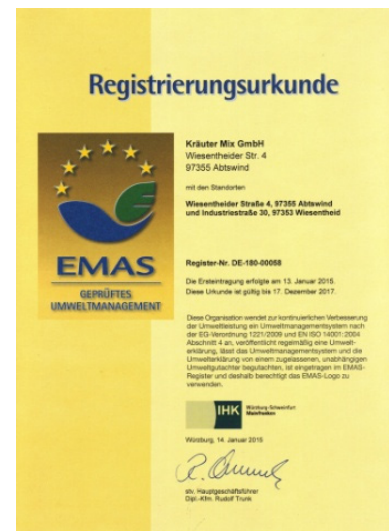 Registrierungsurkunde
EMAS
GEPRÜFTES
UMWELTMANAGEMENT
Kräuter Mix GmbH
Wiesentheider Str. 4
97355 Abtswind
mit den Standorten
Wiesentheider Straße 4, 97355 Abtswind
und Industriestraße 30, 97353 Wiesentheid
Register-Nr. DE-180-00058
Die Ersteintragung erfolgte am 13. Januar 2015.
Diese Urkunde ist gültig bis 17. Dezember 2017.
Diese Organisation wendet zur kontinuierlichen Verbesserung
der Umweltleistung ein Umweltmanagementsystem nach
der EG-Verordnung 1221/2009 und EN ISO 14001:2004
Abschnitt 4 an, veröffentlicht regelmäßig eine Umwelt-
erklärung, lässt das Umweltmanagementsystem und die
Umwelterklärung von einem zugelassenen, unabhängigen
Umweltgutachter begutachten, ist eingetragen im EMAS-
Register und deshalb berechtigt das EMAS-Logo zu
verwenden.
IHK
Würzburg-Schweinfurt
Mainfranken
Würzburg, 14. Januar 2015
stv. Hauptgeschäftsführer
Dipl.-Kfm. Rudolf Trunk